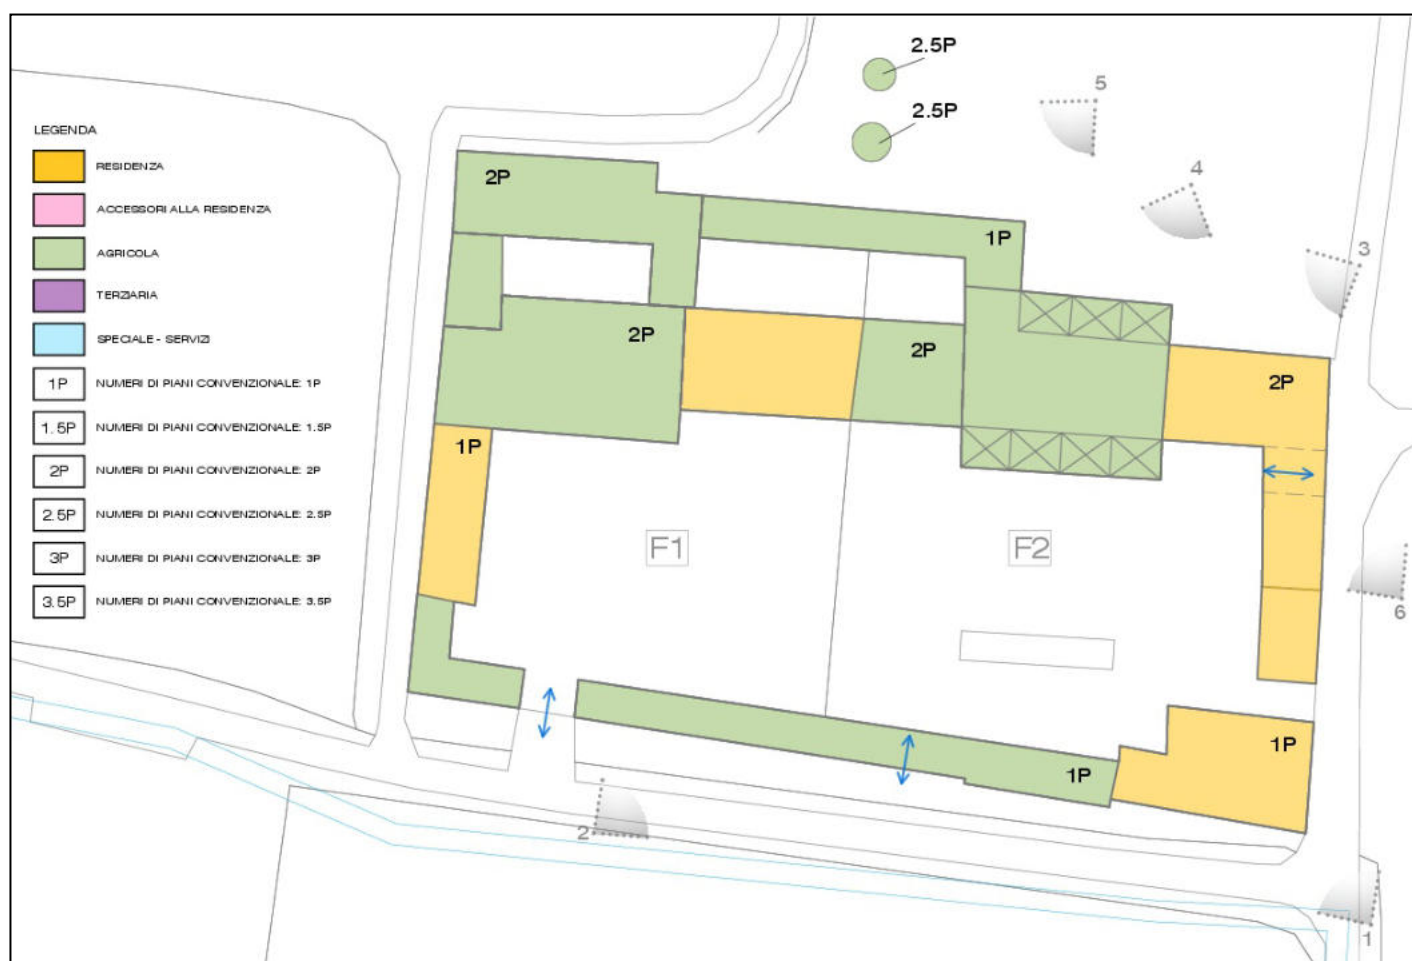 LEGENDA
RESIDENZA
ACCESSORI ALLA RESIDENZA
AGRICOLA
TERZIARIA
SPECIALE - SERVIZI
1P NUMERI DI PIANI CONVENZIONALE: 1P
1.5P NUMERI DI PIANI CONVENZIONALE: 1.5P
2P NUMERI DI PIANI CONVENZIONALE: 2P
2.5P NUMERI DI PIANI CONVENZIONALE: 2.5P
3P NUMERI DI PIANI CONVENZIONALE: 3P
3.5P NUMERI DI PIANI CONVENZIONALE: 3.5P
2.5P
5
2.5P
2P
4
1P
3
2P
2P
2P
1P
F1
F2
6
1P
1P
2
1